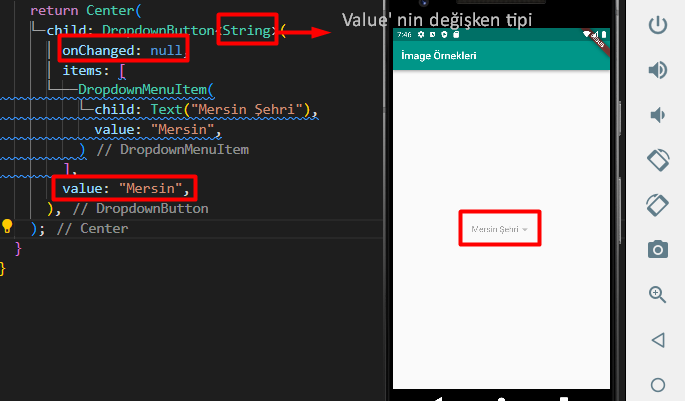 return Center(
child: DropdownButton<String>(
Value' nin değişken tipi
onChanged: null,
items: [
DropdownMenuItem(
child: Text("Mersin Şehri"),
value: "Mersin",
) // DropdownMenuItem
],
value: "Mersin",
), // DropdownButton
); // Center
}
}
7:46
İmage Örnekleri
Mersin Şehri